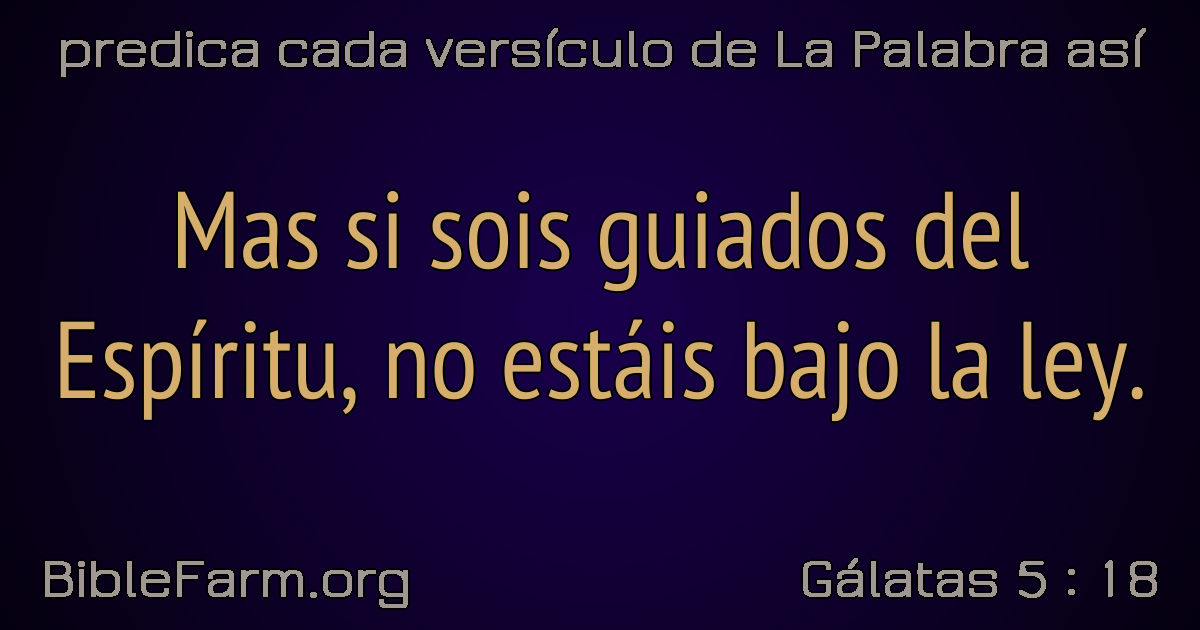 predica cada versículo de La Palabra así
Mas si sois guiados del
Espíritu, no estáis bajo la ley.
BibleFarm.org
Gálatas 5 : 18